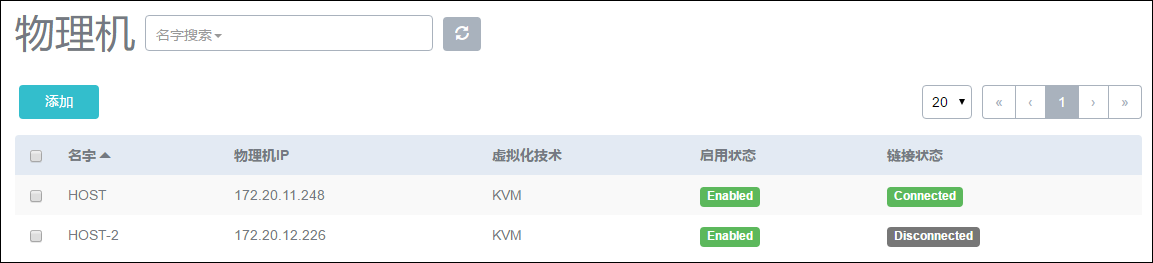 物理机 名字搜索
添加 20 « ‹ 1 › »
名字 物理机IP 虚拟化技术 启用状态 链接状态
HOST 172.20.11.248 KVM Enabled Connected
HOST-2 172.20.12.226 KVM Enabled Disconnected